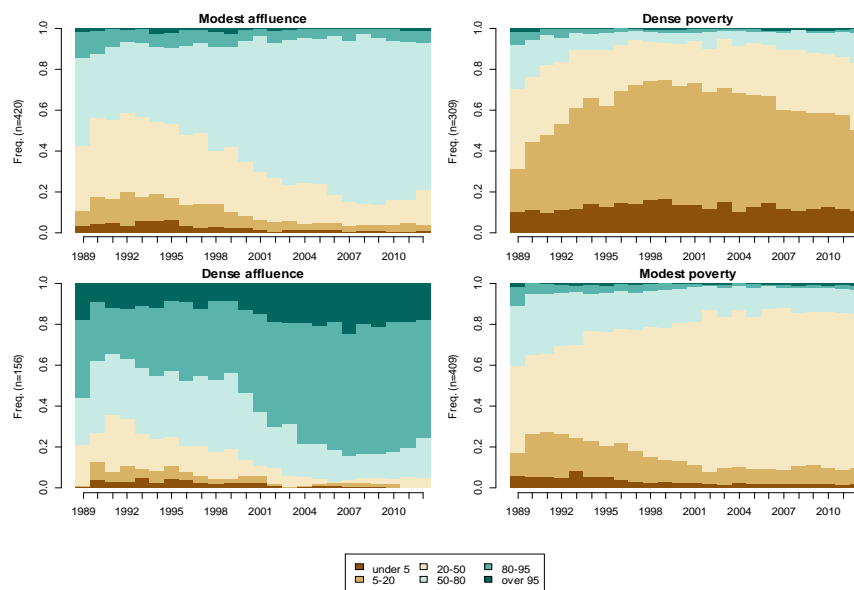 Modest affluence
Freq. (n=420)
0.0 0.2 0.4 0.6 0.8 1.0
1989 1992 1995 1998 2001 2004 2007 2010
Dense poverty
Freq. (n=309)
0.0 0.2 0.4 0.6 0.8 1.0
1989 1992 1995 1998 2001 2004 2007 2010
Dense affluence
Freq. (n=156)
0.0 0.2 0.4 0.6 0.8 1.0
1989 1992 1995 1998 2001 2004 2007 2010
Modest poverty
Freq. (n=409)
0.0 0.2 0.4 0.6 0.8 1.0
1989 1992 1995 1998 2001 2004 2007 2010
under 5 20-50 80-95
5-20 50-80 over 95